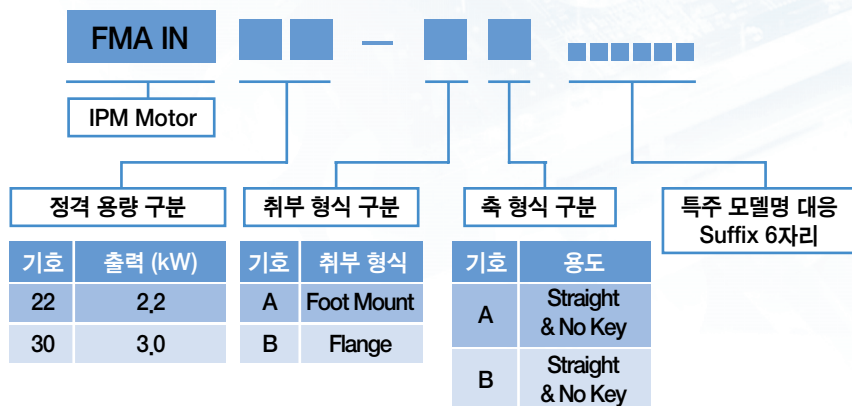 FMA IN
—
IPM Motor
정격 용량 구분
취부 형식 구분
축 형식 구분
특주 모델명 대응
Suffix 6자리
기호 출력 (kW)
22 2.2
30 3.0
기호 취부 형식
A Foot Mount
B Flange
기호 용도
A Straight
& No Key
B Straight
& No Key